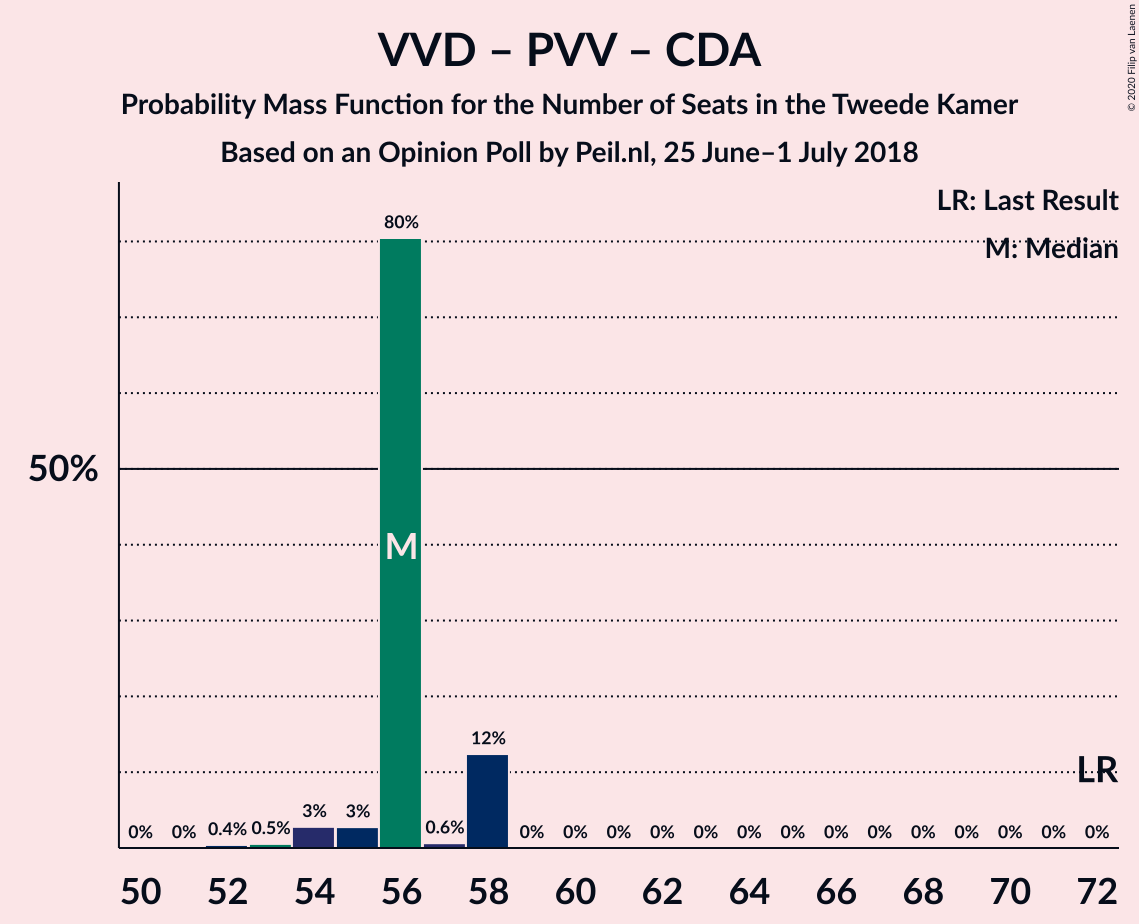 VVD – PVV – CDA
Probability Mass Function for the Number of Seats in the Tweede Kamer
Based on an Opinion Poll by Peil.nl, 25 June–1 July 2018
© 2020 Filip van Laenen
LR: Last Result
M: Median
80%
50%
M
12%
LR
0% 0% 0.4% 0.5% 3% 3% 0.6% 0% 0% 0% 0% 0% 0% 0% 0% 0% 0% 0% 0% 0% 0%
50 52 54 56 58 60 62 64 66 68 70 72